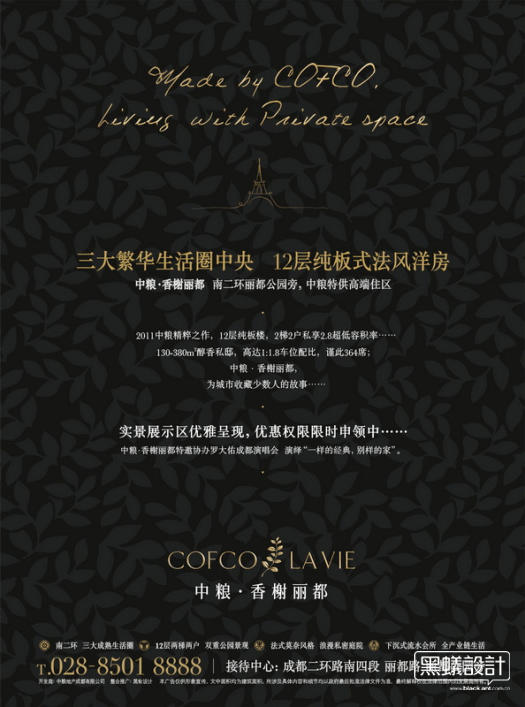 Made by COFCO,
Living with Private space
三大繁华生活圈中央 12层纯板式法风洋房
中粮·香榭丽都 南二环丽都公园旁，中粮特供高端住区
2011中粮精粹之作，12层纯板楼，2梯2户私享2.8超低容积率……
130-380m²醇香私邸，高达1:1.8车位配比，谨此364席；
中粮·香榭丽都，
为城市收藏少数人的故事……
实景展示区优雅呈现，优惠权限限时申领中……
中粮·香榭丽都特邀协办罗大佑成都演唱会 演绎“一样的经典，别样的家”。
COFCO LAVIE
中粮·香榭丽都
南二环 三大成熟生活圈 12层两梯两户 双重公园景观 法式莫奈风格 浪漫私密庭院 下沉式流水会所 全产业链生活
T.028-8501 8888 接待中心：成都二环路南四段 丽都路
黑蚁設計
www.black-ant.com.cn